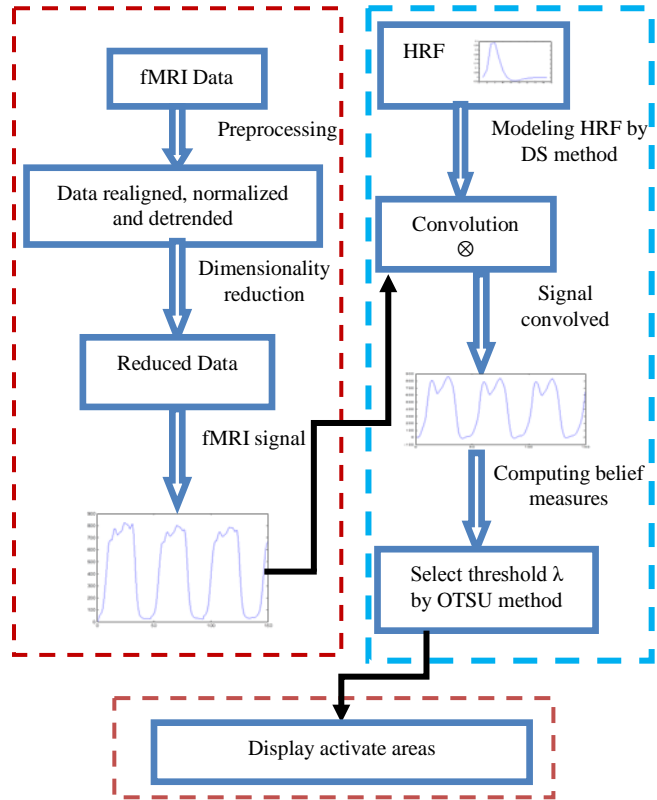 fMRI Data
Preprocessing
Data realigned, normalized
and detrended
Dimensionality
reduction
Reduced Data
fMRI signal
HRF
Modeling HRF by
DS method
Convolution
⊗
Signal
convolved
Computing belief
measures
Select threshold λ
by OTSU method
Display activate areas